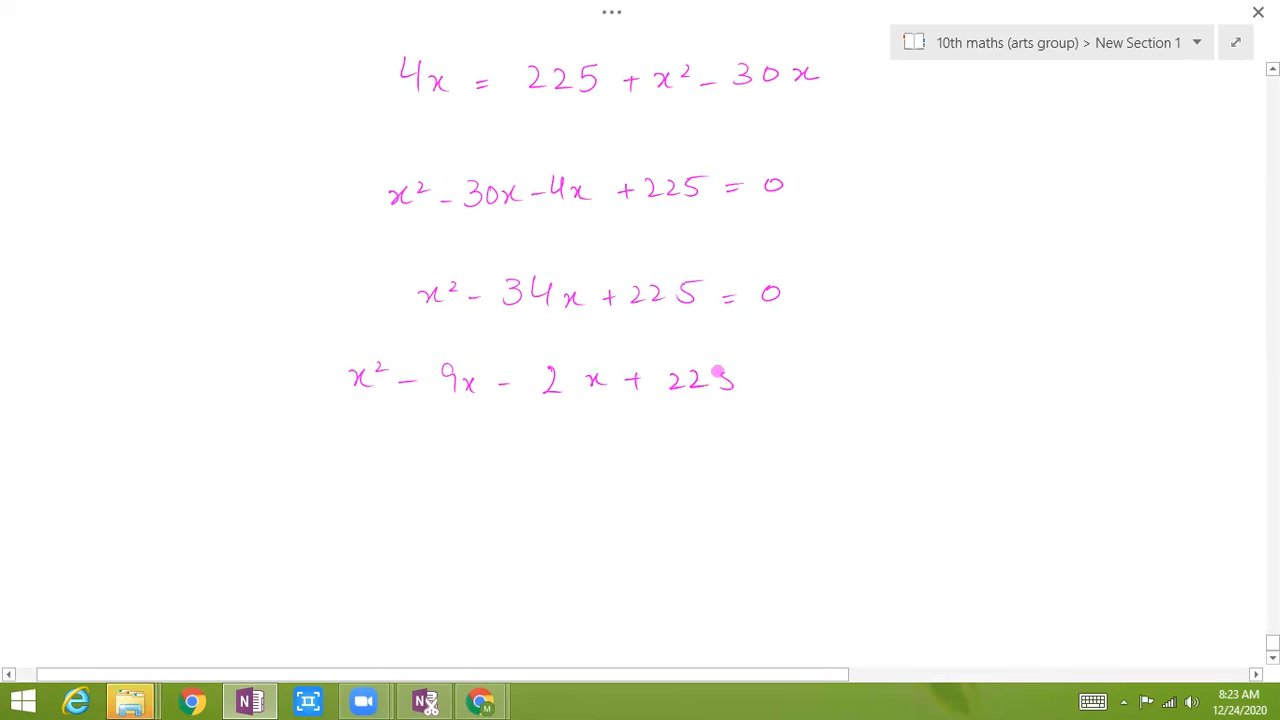 10th maths (arts group) > New Section 1
4x = 225 + x² - 30x
x² - 30x - 4x + 225 = 0
x² - 34x + 225 = 0
x² - 9x - 2 x + 225
8:23 AM
12/24/2020